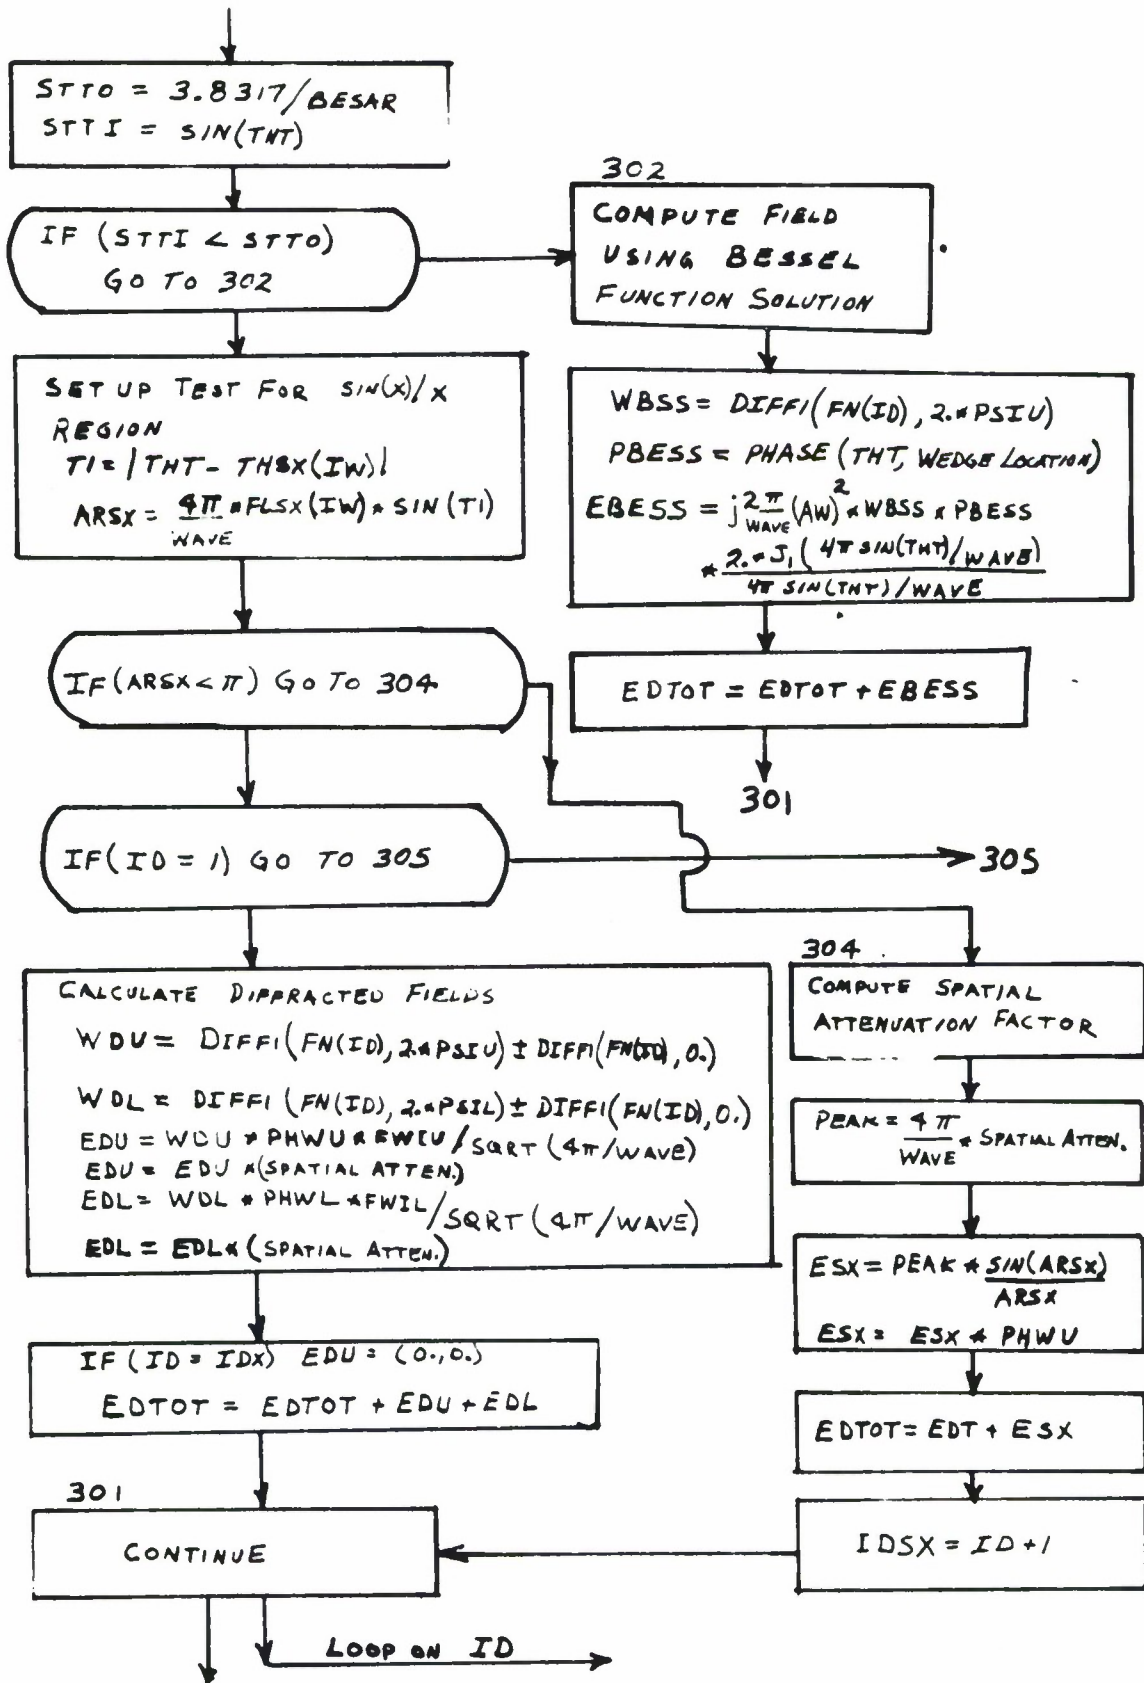 STTO = 3.8317/BESAR
STTI = SIN(THT)
IF (STTI < STTO)
GO TO 302
302
COMPUTE FIELD
USING BESSEL
FUNCTION SOLUTION
SET UP TEST FOR SIN(X)/X
REGION
TI = |THT - THSX(IW)|
ARSX = 4π/WAVE * FLSX(IW) * SIN(TI)
WBSS = DIFFI(FN(ID), 2.*PSIU)
PBESS = PHASE (THT, WEDGE LOCATION)
EBESS = j 2π/WAVE (AW)² * WBSS * PBESS
* 2.*J₁(4π SIN(THT)/WAVE)
4π SIN(THT)/WAVE
IF(ARSX < π) GO TO 304
EDTOT = EDTOT + EBESS
301
IF(ID = 1) GO TO 305
305
CALCULATE DIFFRACTED FIELDS
WDU = DIFFI(FN(ID), 2.*PSIU) ± DIFFI(FN(ID), 0.)
WDL = DIFFI (FN(ID), 2.*PSIL) ± DIFFI(FN(ID), 0.)
EDU = WDU * PHWU * FWIU / SQRT (4π/WAVE)
EDU = EDU *(SPATIAL ATTEN.)
EDL = WDL * PHWL *FWIL/SQRT (4π/WAVE)
EDL = EDL* (SPATIAL ATTEN.)
304
COMPUTE SPATIAL
ATTENUATION FACTOR
PEAK = 4π/WAVE * SPATIAL ATTEN.
ESX = PEAK * SIN(ARSX)/ARSX
ESX = ESX * PHWU
IF (ID = IDX) EDU = (0.,0.)
EDTOT = EDTOT + EDU + EDL
EDTOT = EDT + ESX
301
CONTINUE
IDSX = ID + 1
LOOP ON ID